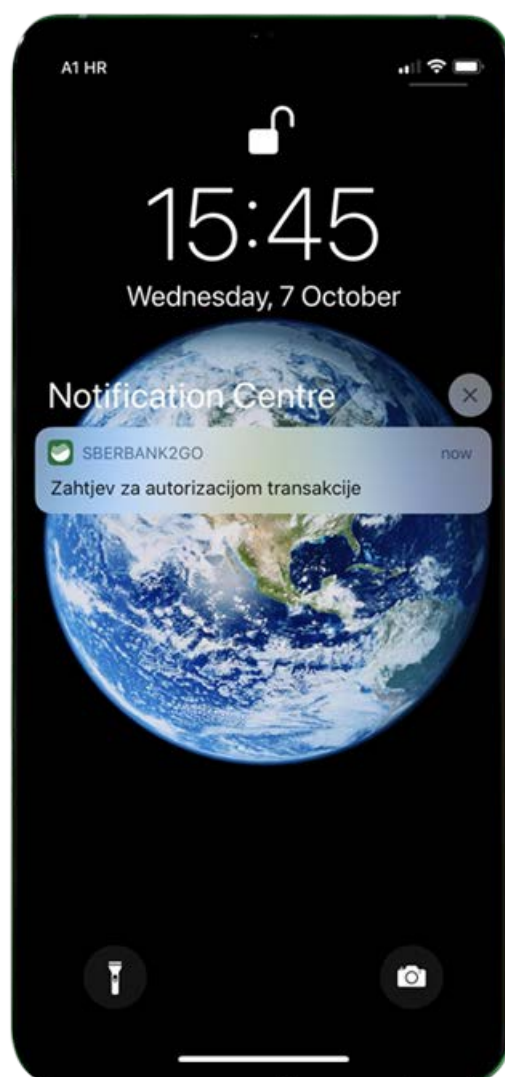 A1 HR
15:45
Wednesday, 7 October
Notification Centre
SBERBANK2GO now
Zahtjev za autorizacijom transakcije